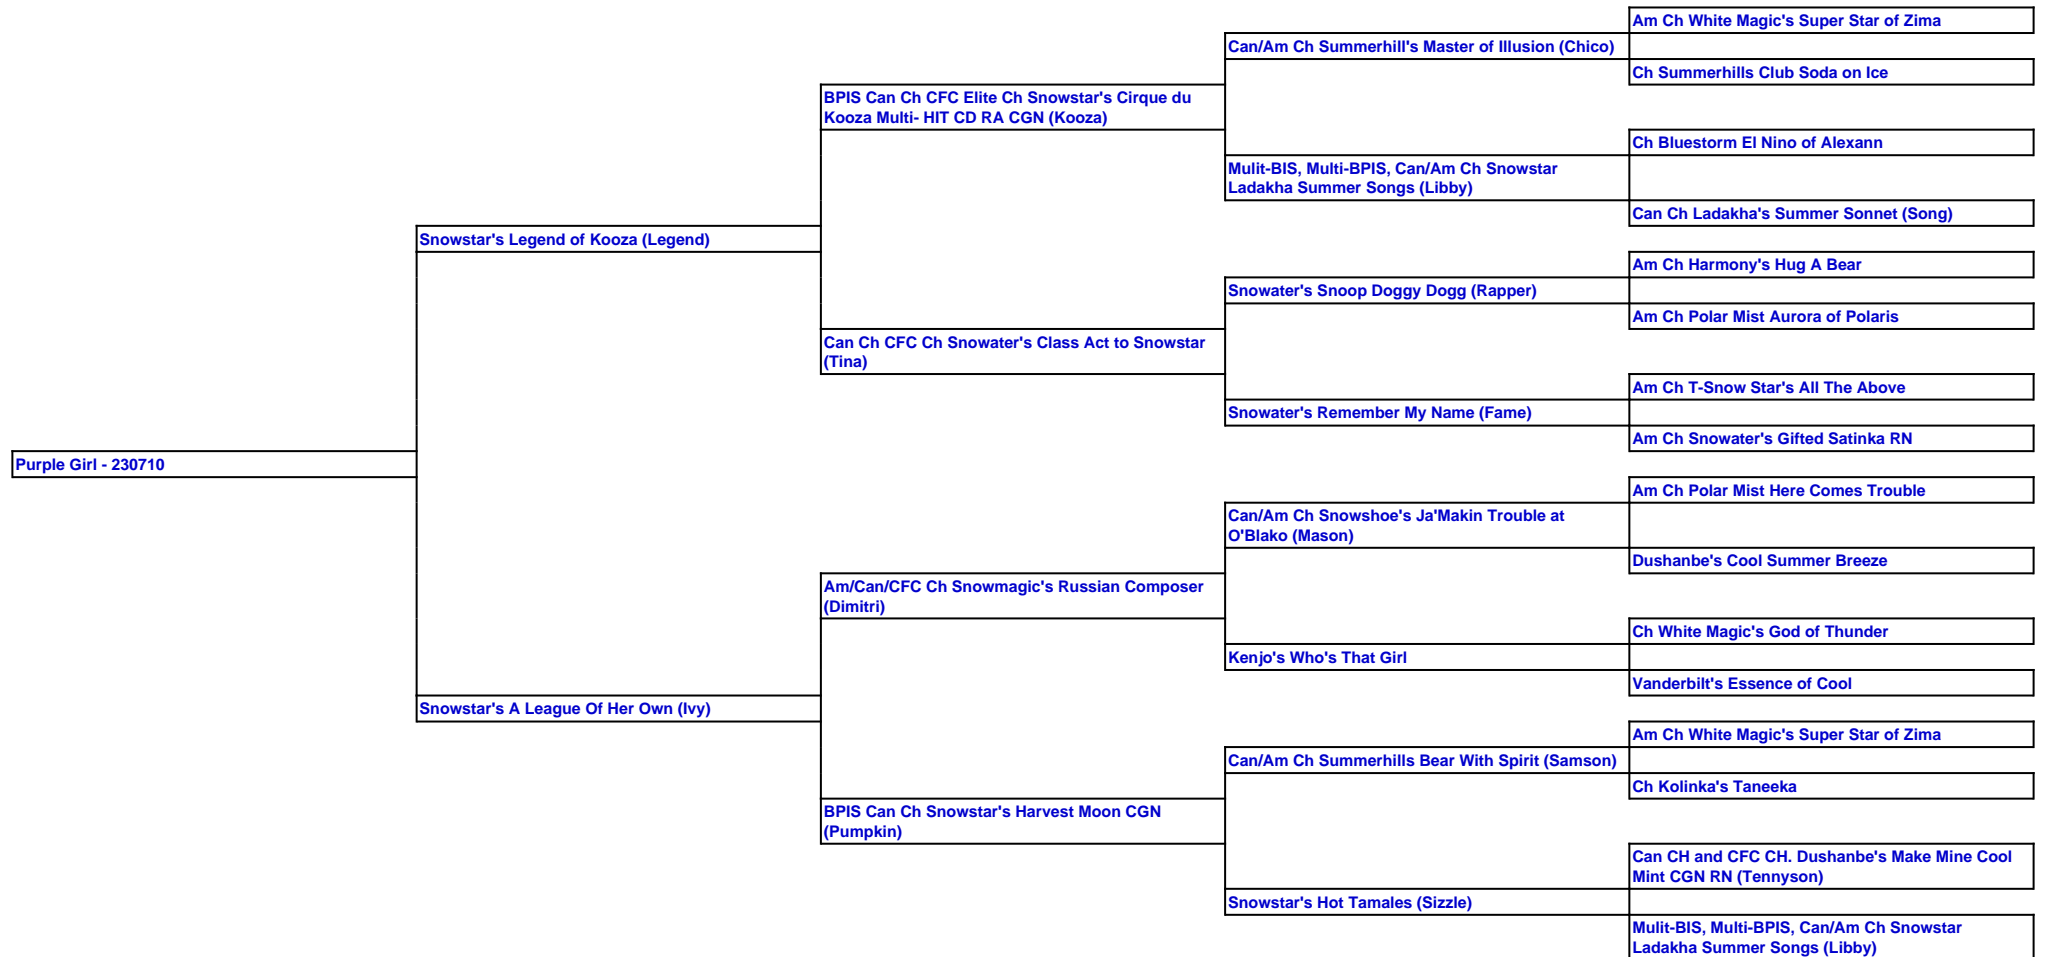 Am Ch White Magic's Super Star of Zima
Can/Am Ch Summerhill's Master of Illusion (Chico)
Ch Summerhills Club Soda on Ice
BPIS Can Ch CFC Elite Ch Snowstar's Cirque du
Kooza Multi- HIT CD RA CGN (Kooza)
Ch Bluestorm El Nino of Alexann
Mulit-BIS, Multi-BPIS, Can/Am Ch Snowstar
Ladakha Summer Songs (Libby)
Can Ch Ladakha's Summer Sonnet (Song)
Snowstar's Legend of Kooza (Legend)
Am Ch Harmony's Hug A Bear
Snowater's Snoop Doggy Dogg (Rapper)
Am Ch Polar Mist Aurora of Polaris
Can Ch CFC Ch Snowater's Class Act to Snowstar
(Tina)
Am Ch T-Snow Star's All The Above
Snowater's Remember My Name (Fame)
Am Ch Snowater's Gifted Satinka RN
Purple Girl - 230710
Am Ch Polar Mist Here Comes Trouble
Can/Am Ch Snowshoe's Ja'Makin Trouble at
O'Blako (Mason)
Dushanbe's Cool Summer Breeze
Am/Can/CFC Ch Snowmagic's Russian Composer
(Dimitri)
Ch White Magic's God of Thunder
Kenjo's Who's That Girl
Vanderbilt's Essence of Cool
Snowstar's A League Of Her Own (Ivy)
Am Ch White Magic's Super Star of Zima
Can/Am Ch Summerhills Bear With Spirit (Samson)
Ch Kolinka's Taneeka
BPIS Can Ch Snowstar's Harvest Moon CGN
(Pumpkin)
Can CH and CFC CH. Dushanbe's Make Mine Cool
Mint CGN RN (Tennyson)
Snowstar's Hot Tamales (Sizzle)
Mulit-BIS, Multi-BPIS, Can/Am Ch Snowstar
Ladakha Summer Songs (Libby)